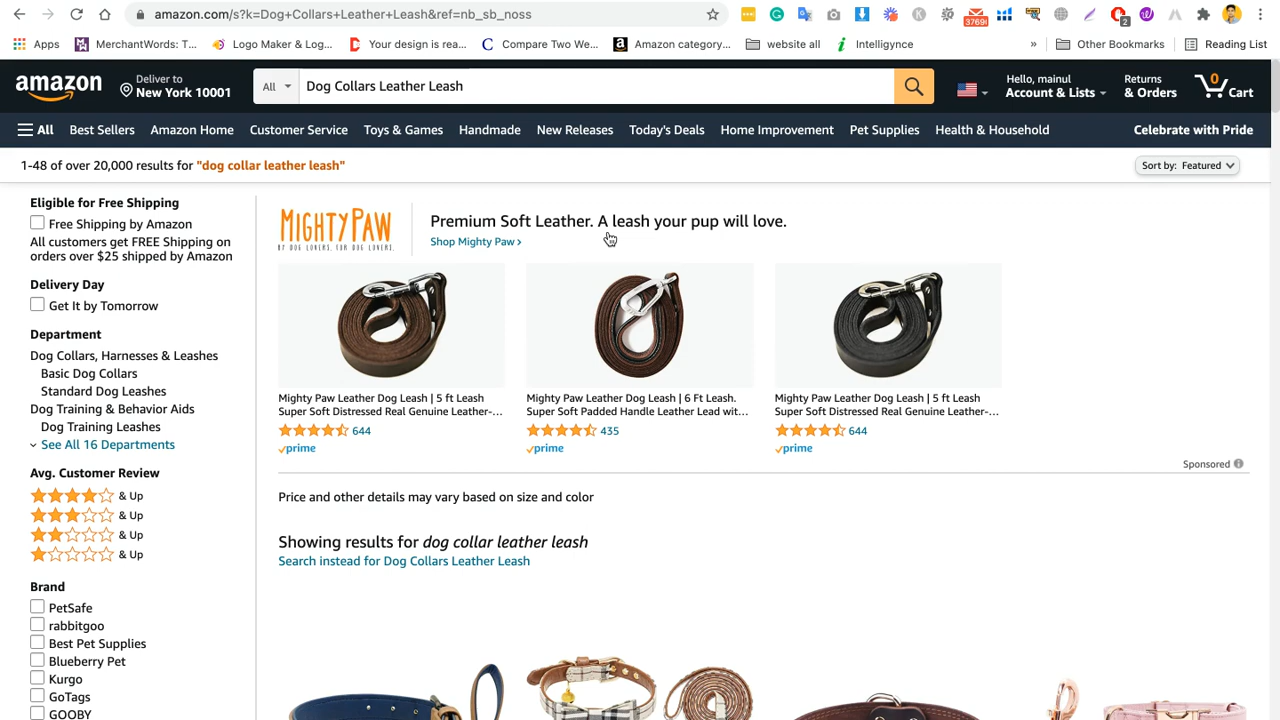 amazon.com/s?k=Dog+Collars+Leather+Leash&ref=nb_sb_noss
3769
2
Apps
MerchantWords: T...
Logo Maker & Log...
Your design is rea...
Compare Two We...
Amazon categor...
website all
Intelligynce
»
Other Bookmarks
Reading List
amazon
Deliver to
New York 10001
All
Dog Collars Leather Leash
Hello, mainul
Account & Lists
Returns
& Orders
0
Cart
All
Best Sellers
Amazon Home
Customer Service
Toys & Games
Handmade
New Releases
Today's Deals
Home Improvement
Pet Supplies
Health & Household
Celebrate with Pride
1-48 of over 20,000 results for "dog collar leather leash"
Sort by: Featured
Eligible for Free Shipping
Free Shipping by Amazon
All customers get FREE Shipping on
orders over $25 shipped by Amazon
Delivery Day
Get It by Tomorrow
Department
Dog Collars, Harnesses & Leashes
Basic Dog Collars
Standard Dog Leashes
Dog Training & Behavior Aids
Dog Training Leashes
See All 16 Departments
Avg. Customer Review
& Up
& Up
& Up
& Up
Brand
PetSafe
rabbitgoo
Best Pet Supplies
Blueberry Pet
Kurgo
GoTags
GOOBY
MIGHTY PAW
BY DOG LOVERS. FOR DOG LOVERS.
Premium Soft Leather. A leash your pup will love.
Shop Mighty Paw ›
Mighty Paw Leather Dog Leash | 5 ft Leash
Super Soft Distressed Real Genuine Leather-...
644
prime
Mighty Paw Leather Dog Leash | 6 Ft Leash.
Super Soft Padded Handle Leather Lead wit...
435
prime
Mighty Paw Leather Dog Leash | 5 ft Leash
Super Soft Distressed Real Genuine Leather-...
644
prime
Sponsored
Price and other details may vary based on size and color
Showing results for dog collar leather leash
Search instead for Dog Collars Leather Leash